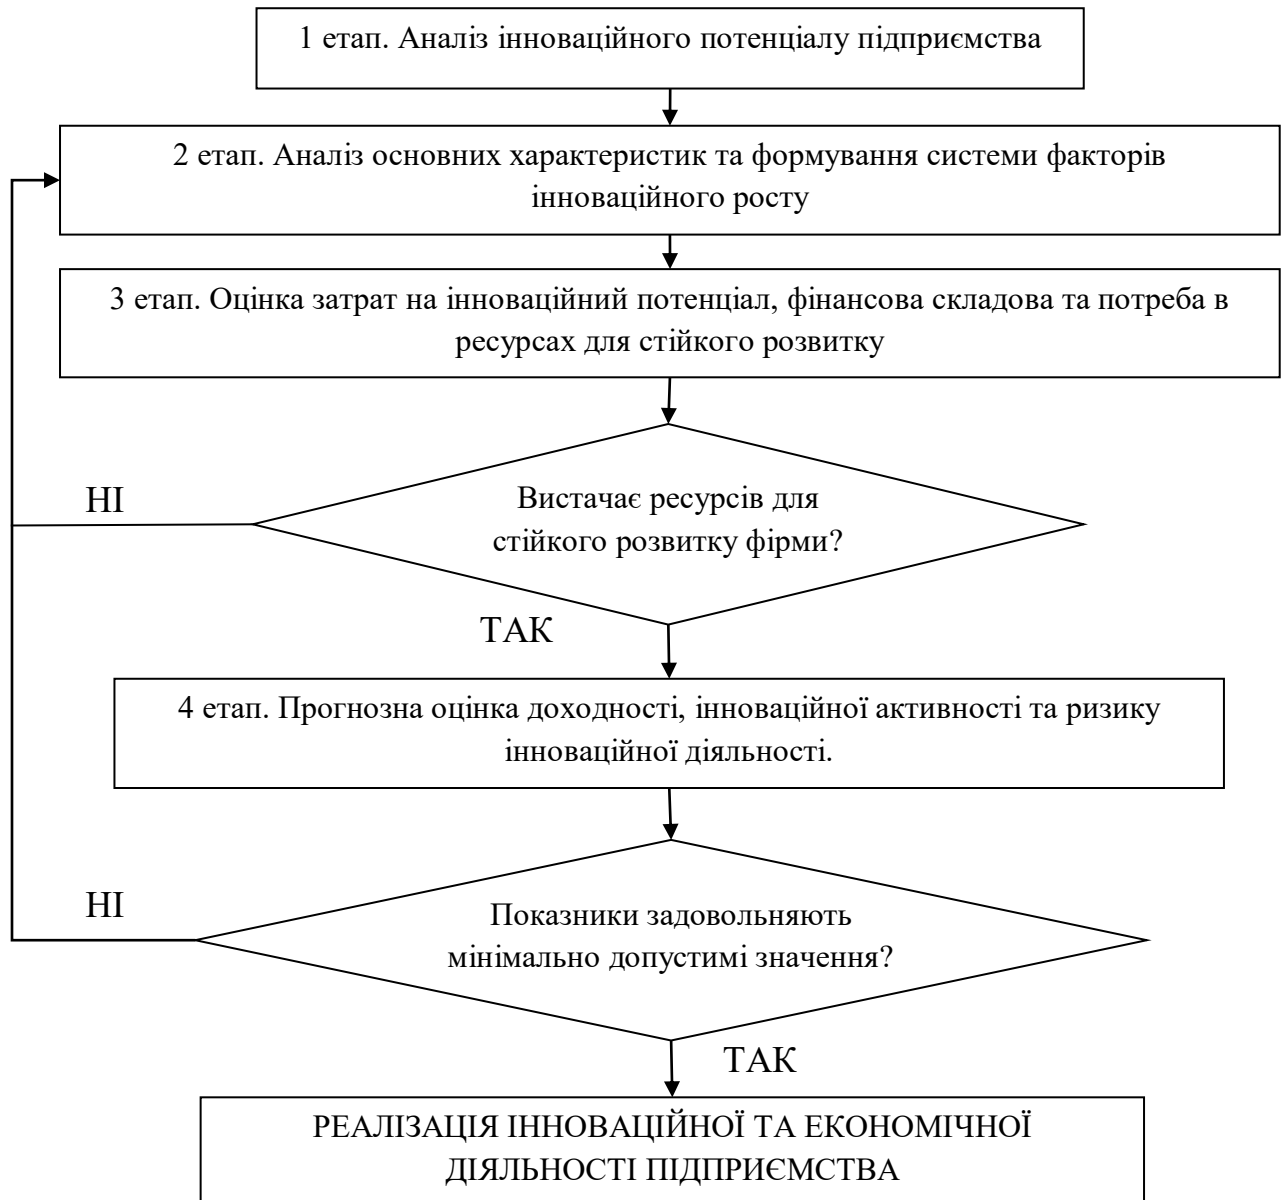 1 етап. Аналіз інноваційного потенціалу підприємства
2 етап. Аналіз основних характеристик та формування системи факторів
інноваційного росту
3 етап. Оцінка затрат на інноваційний потенціал, фінансова складова та потреба в
ресурсах для стійкого розвитку
НІ
Вистачає ресурсів для
стійкого розвитку фірми?
ТАК
4 етап. Прогнозна оцінка доходності, інноваційної активності та ризику
інноваційної діяльності.
НІ
Показники задовольняють
мінімально допустимі значення?
ТАК
РЕАЛІЗАЦІЯ ІННОВАЦІЙНОЇ ТА ЕКОНОМІЧНОЇ
ДІЯЛЬНОСТІ ПІДПРИЄМСТВА